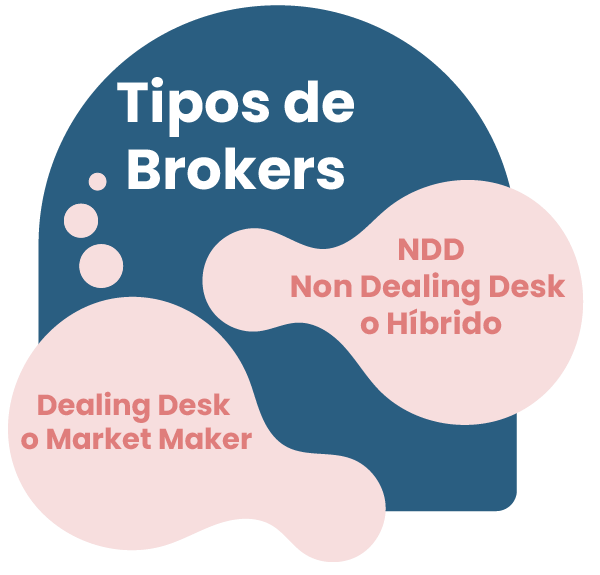 Tipos de
Brokers
NDD
Non Dealing Desk
o Híbrido
Dealing Desk
o Market Maker